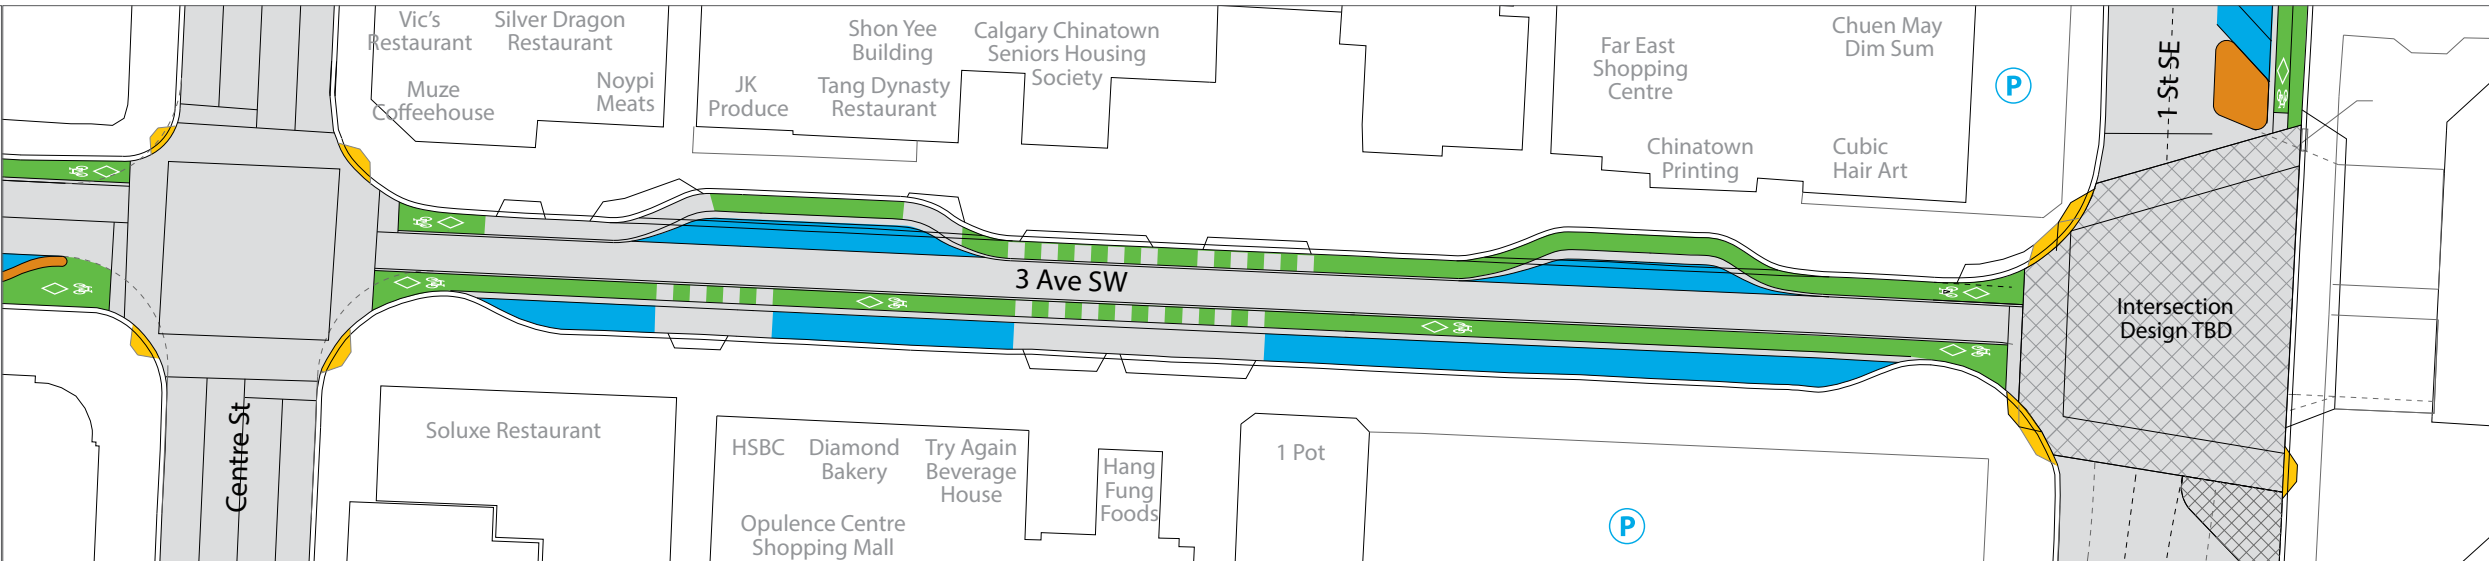 Vic's
Restaurant
Silver Dragon
Restaurant
Muze
Coffeehouse
Noypi
Meats
JK
Produce
Shon Yee
Building
Tang Dynasty
Restaurant
Calgary Chinatown
Seniors Housing
Society
Far East
Shopping
Centre
Chinatown
Printing
Chuen May
Dim Sum
Cubic
Hair Art
P
1 St SE
3 Ave SW
Intersection
Design TBD
Centre St
Soluxe Restaurant
HSBC
Diamond
Bakery
Try Again
Beverage
House
Opulence Centre
Shopping Mall
Hang
Fung
Foods
1 Pot
P